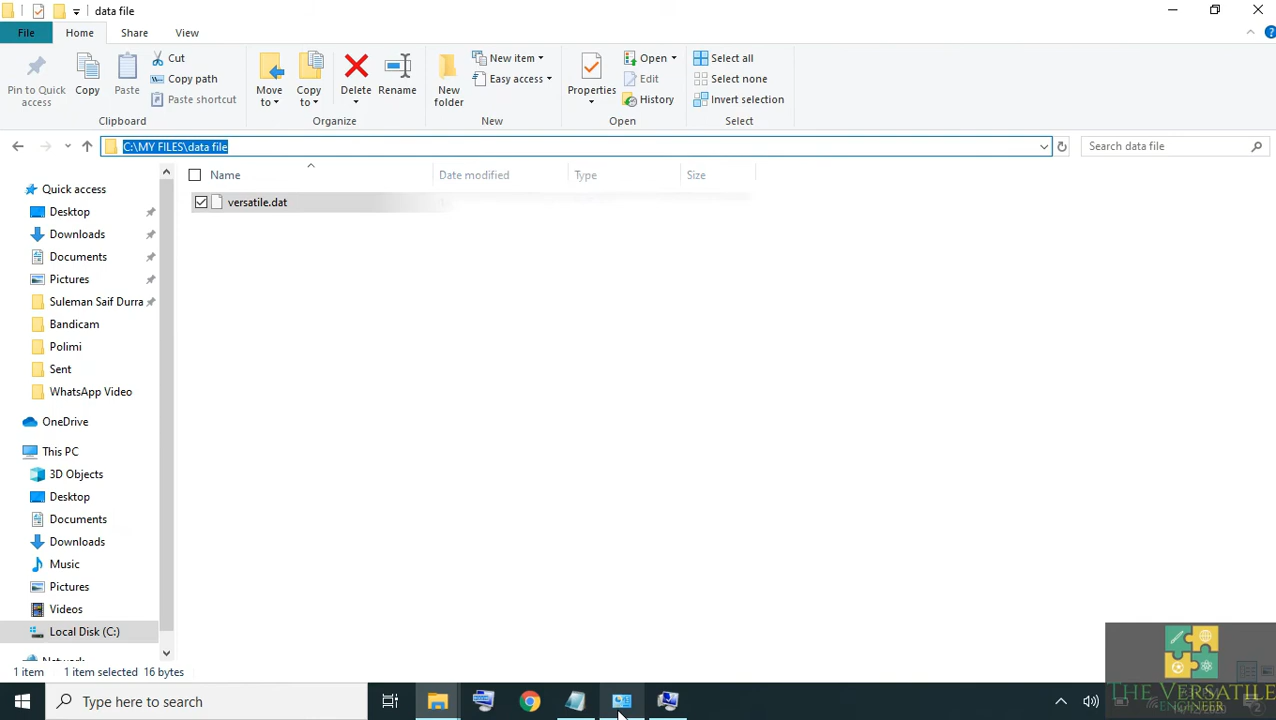 data file
File Home Share View
Pin to Quick access
Copy
Paste
Cut
Copy path
Paste shortcut
Clipboard
Move to
Copy to
Delete
Rename
Organize
New folder
New item
Easy access
New
Properties
Open
Edit
History
Open
Select all
Select none
Invert selection
Select
C:\MY FILES\data file
Search data file
Name Date modified Type Size
versatile.dat
Quick access
Desktop
Downloads
Documents
Pictures
Suleman Saif Durra
Bandicam
Polimi
Sent
WhatsApp Video
OneDrive
This PC
3D Objects
Desktop
Documents
Downloads
Music
Pictures
Videos
Local Disk (C:)
Network
1 item 1 item selected 16 bytes
Type here to search
THE VERSATILE
ENGINEER